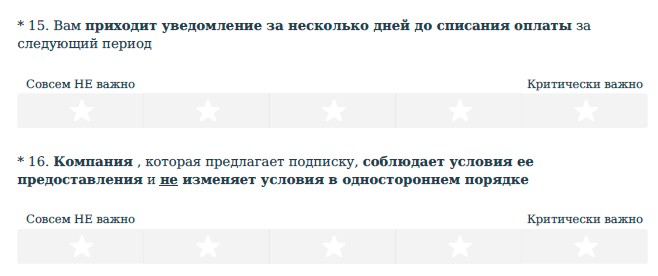 * 15. Вам приходит уведомление за несколько дней до списания оплаты за
следующий период
Совсем НЕ важно Критически важно
* 16. Компания , которая предлагает подписку, соблюдает условия ее
предоставления и не изменяет условия в одностороннем порядке
Совсем НЕ важно Критически важно